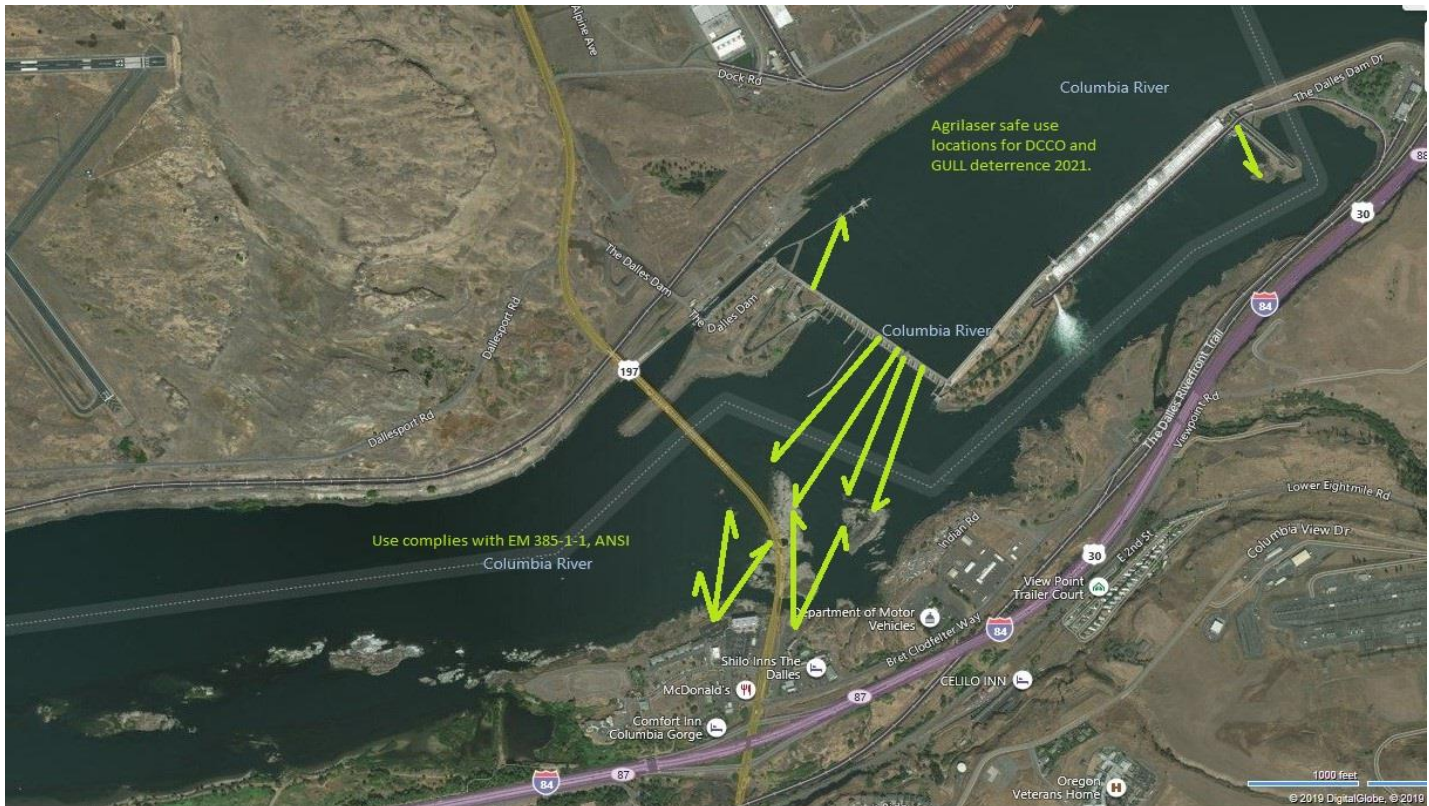 Alpine Ave
Dock Rd
Columbia River
The Dalles Dam Dr
Agrilaser safe use
locations for DCCO and
GULL deterrence 2021.
88
30
The Dalles Dam
The Dalles Dam
84
Dallesport Rd
Columbia River
197
The Dalles Riverfront Trail
Viewpoint Rd
Dallesport Rd
Lower Eightmile Rd
Use complies with EM 385-1-1, ANSI
Columbia River
Indian Rd
E 2nd St
Columbia View Dr
30
View Point
Trailer Court
Department of Motor
Vehicles
Bret Clodfelter Way
84
Shilo Inns The
Dalles
McDonald's
CELILO INN
87
Comfort Inn
Columbia Gorge
87
84
Oregon
Veterans Home
H
1000 feet
© 2019 DigitalGlobe, © 2019